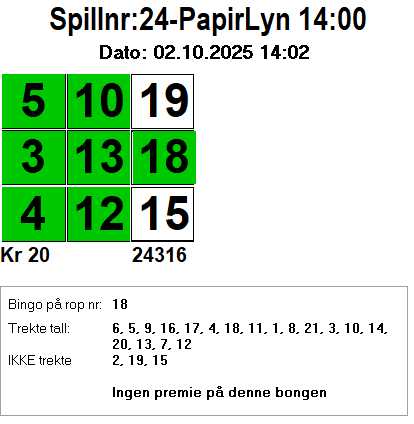 Spillnr:24-PapirLyn 14:00
Dato: 02.10.2025 14:02
5 10 19
3 13 18
4 12 15
Kr 20 24316
Bingo på rop nr: 18
Trekte tall: 6, 5, 9, 16, 17, 4, 18, 11, 1, 8, 21, 3, 10, 14,
20, 13, 7, 12
IKKE trekte 2, 19, 15
Ingen premie på denne bongen